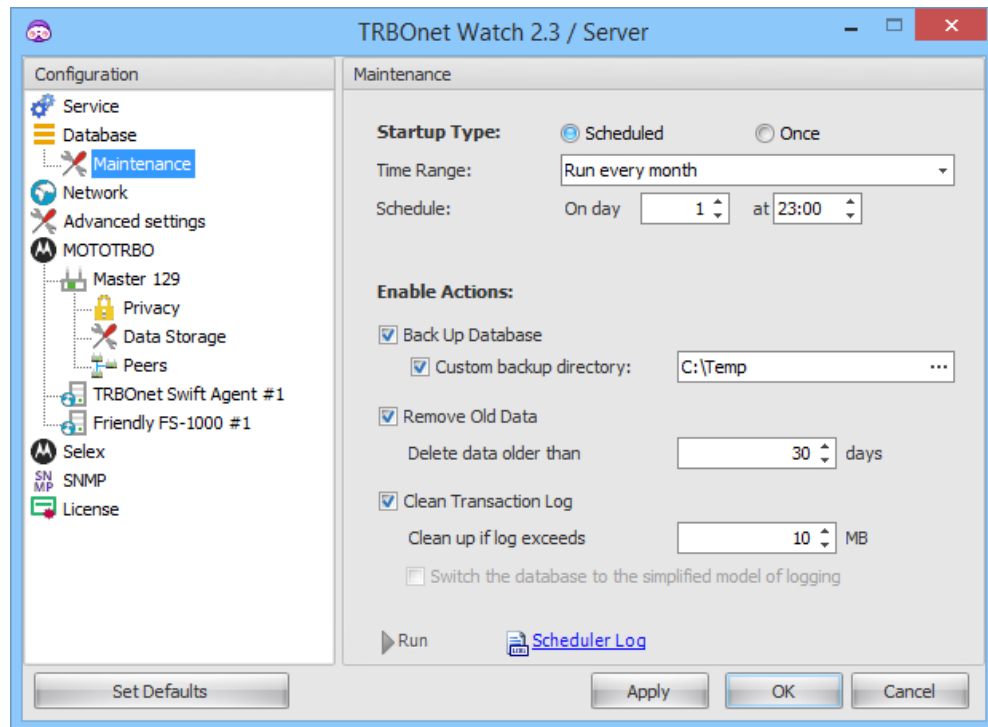 TRBOnet Watch 2.3 / Server
Configuration
Service
Database
Maintenance
Network
Advanced settings
MOTOTRBO
Master 129
Privacy
Data Storage
Peers
TRBOnet Swift Agent #1
Friendly FS-1000 #1
Selex
SN
MP
SNMP
License
Maintenance
Startup Type: Scheduled Once
Time Range: Run every month
Schedule: On day 1 at 23:00
Enable Actions:
Back Up Database
Custom backup directory: C:\Temp ...
Remove Old Data
Delete data older than 30 days
Clean Transaction Log
Clean up if log exceeds 10 MB
Switch the database to the simplified model of logging
Run LOG Scheduler Log
Set Defaults Apply OK Cancel